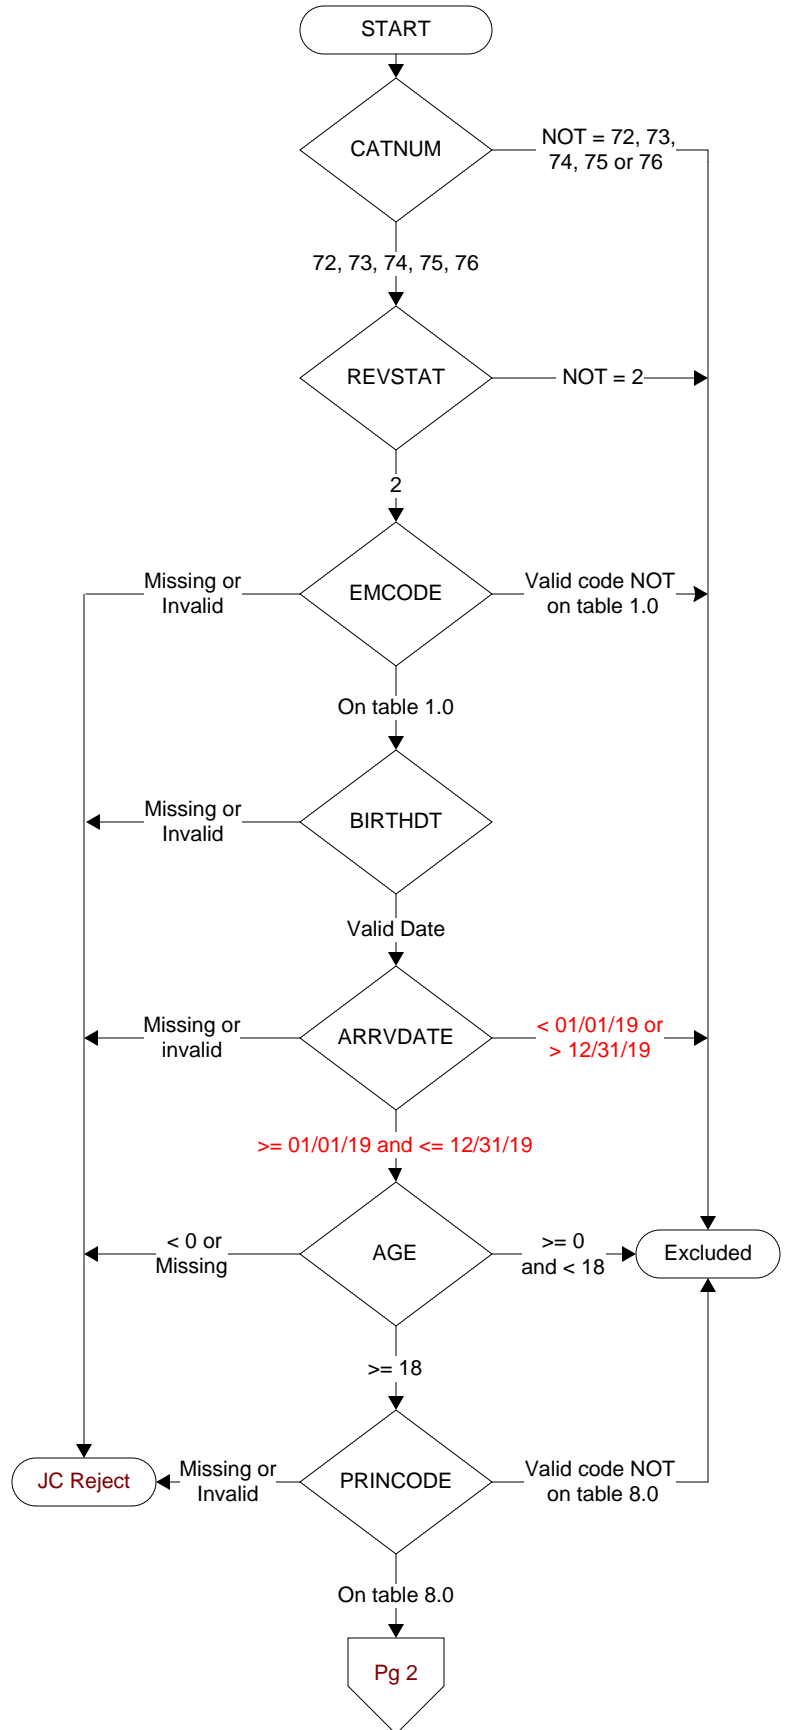 START
CATNUM
NOT = 72, 73,
74, 75 or 76
72, 73, 74, 75, 76
REVSTAT
NOT = 2
2
Missing or
Invalid
EMCODE
Valid code NOT
on table 1.0
On table 1.0
Missing or
Invalid
BIRTHDT
Valid Date
Missing or
invalid
ARRVDATE
< 01/01/19 or
> 12/31/19
>= 01/01/19 and <= 12/31/19
< 0 or
Missing
AGE
>= 0
and < 18
Excluded
>= 18
JC Reject
Missing or
Invalid
PRINCODE
Valid code NOT
on table 8.0
On table 8.0
Pg 2